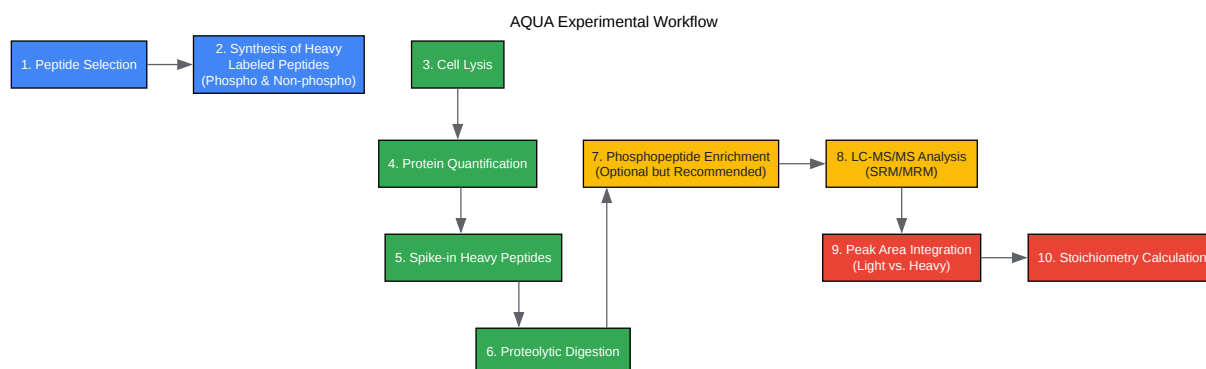 AQUA Experimental Workflow
1. Peptide Selection
2. Synthesis of Heavy
Labeled Peptides
(Phospho & Non-phospho)
3. Cell Lysis
4. Protein Quantification
5. Spike-in Heavy Peptides
6. Proteolytic Digestion
7. Phosphopeptide Enrichment
(Optional but Recommended)
8. LC-MS/MS Analysis
(SRM/MRM)
9. Peak Area Integration
(Light vs. Heavy)
10. Stoichiometry Calculation